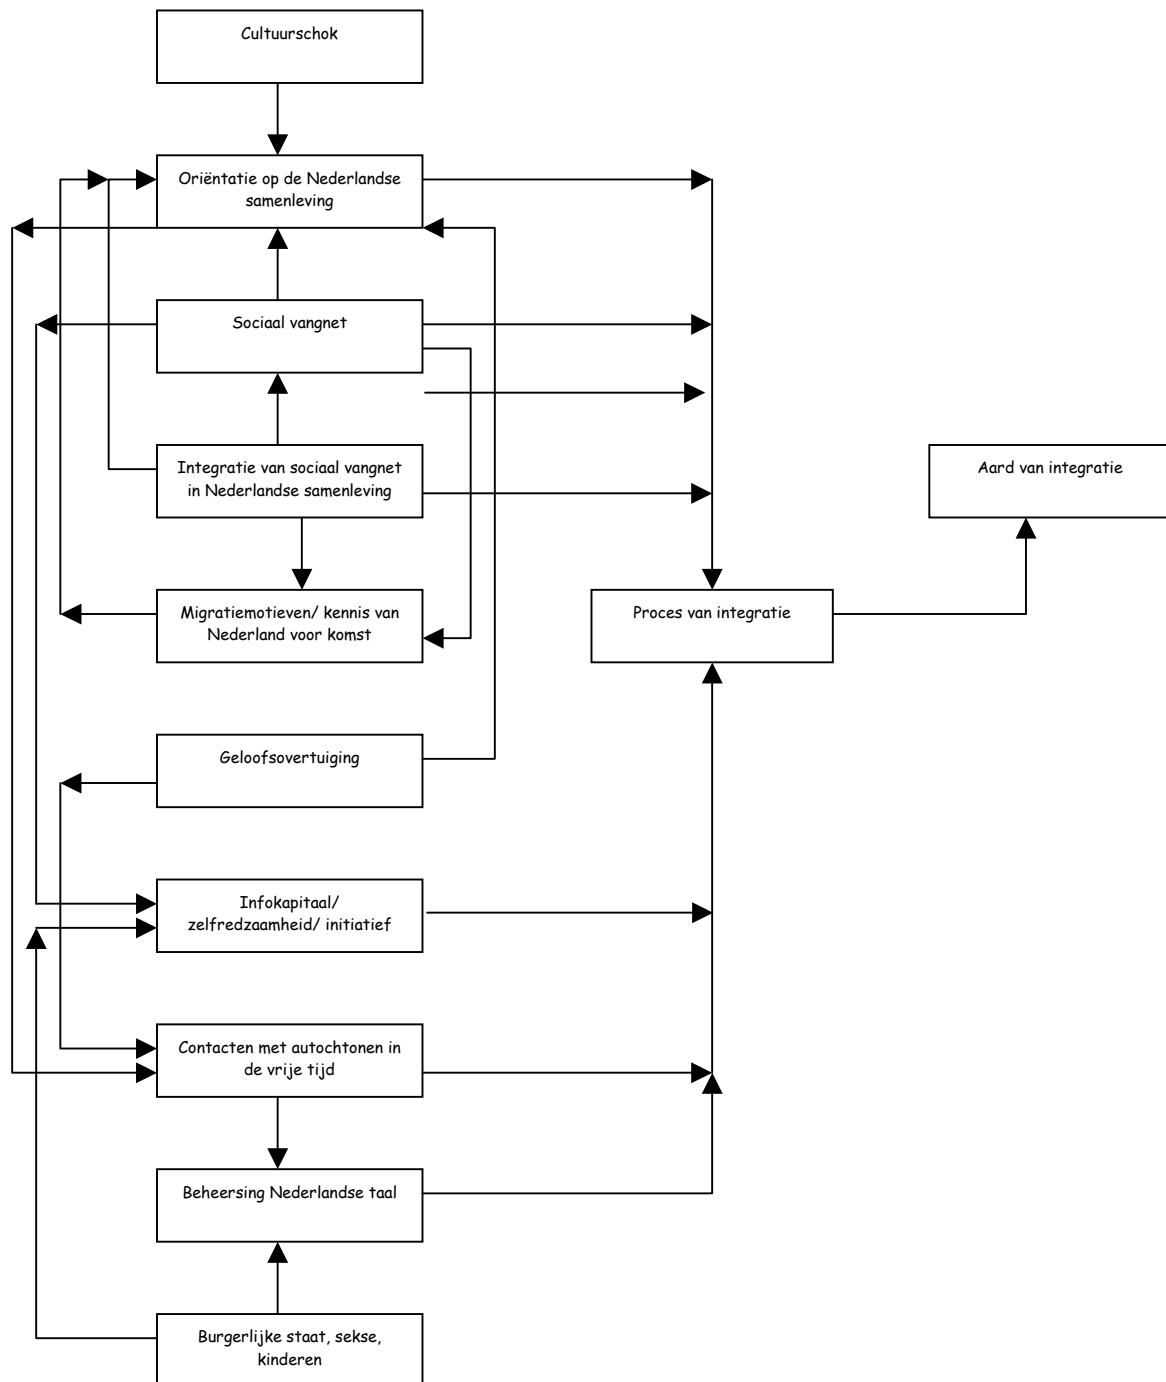 Cultuurschok
Oriëntatie op de Nederlandse
samenleving
Sociaal vangnet
Integratie van sociaal vangnet
in Nederlandse samenleving
Aard van integratie
Migratiemotieven/ kennis van
Nederland voor komst
Proces van integratie
Geloofsovertuiging
Infokapitaal/
zelfredzaamheid/ initiatief
Contacten met autochtonen in
de vrije tijd
Beheersing Nederlandse taal
Burgerlijke staat, sekse,
kinderen